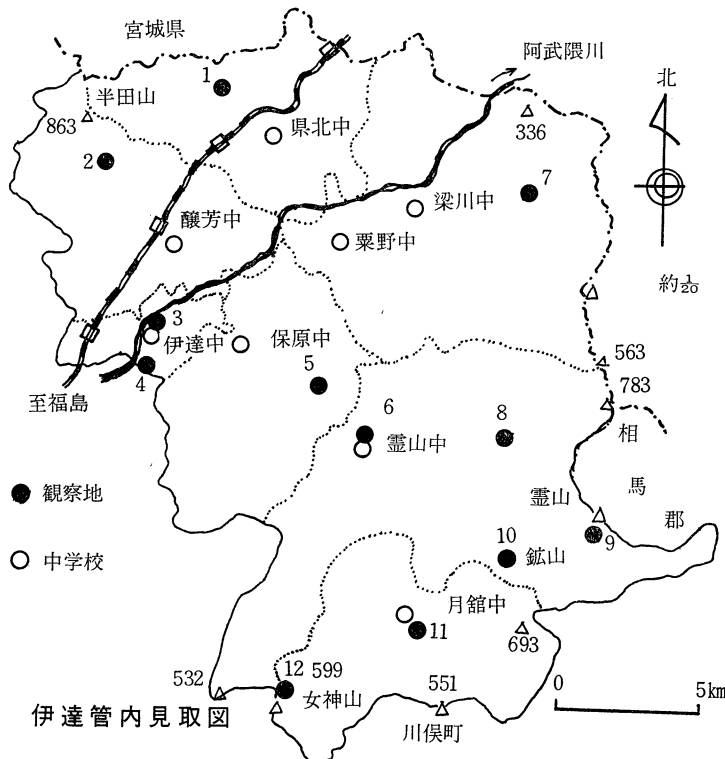 宮城県
阿武隈川
1
半田山
863
県北中
336
北
2
7
醸芳中
梁川中
粟野中
約1/20
3
伊達中
保原中
563
4
5
783
至福島
6
8
相
霊山中
馬
霊山
郡
● 観察地
10
鉱山
9
○ 中学校
月舘中
11
693
532
12
599
0
5km
女神山
551
伊達管内見取図
川俣町